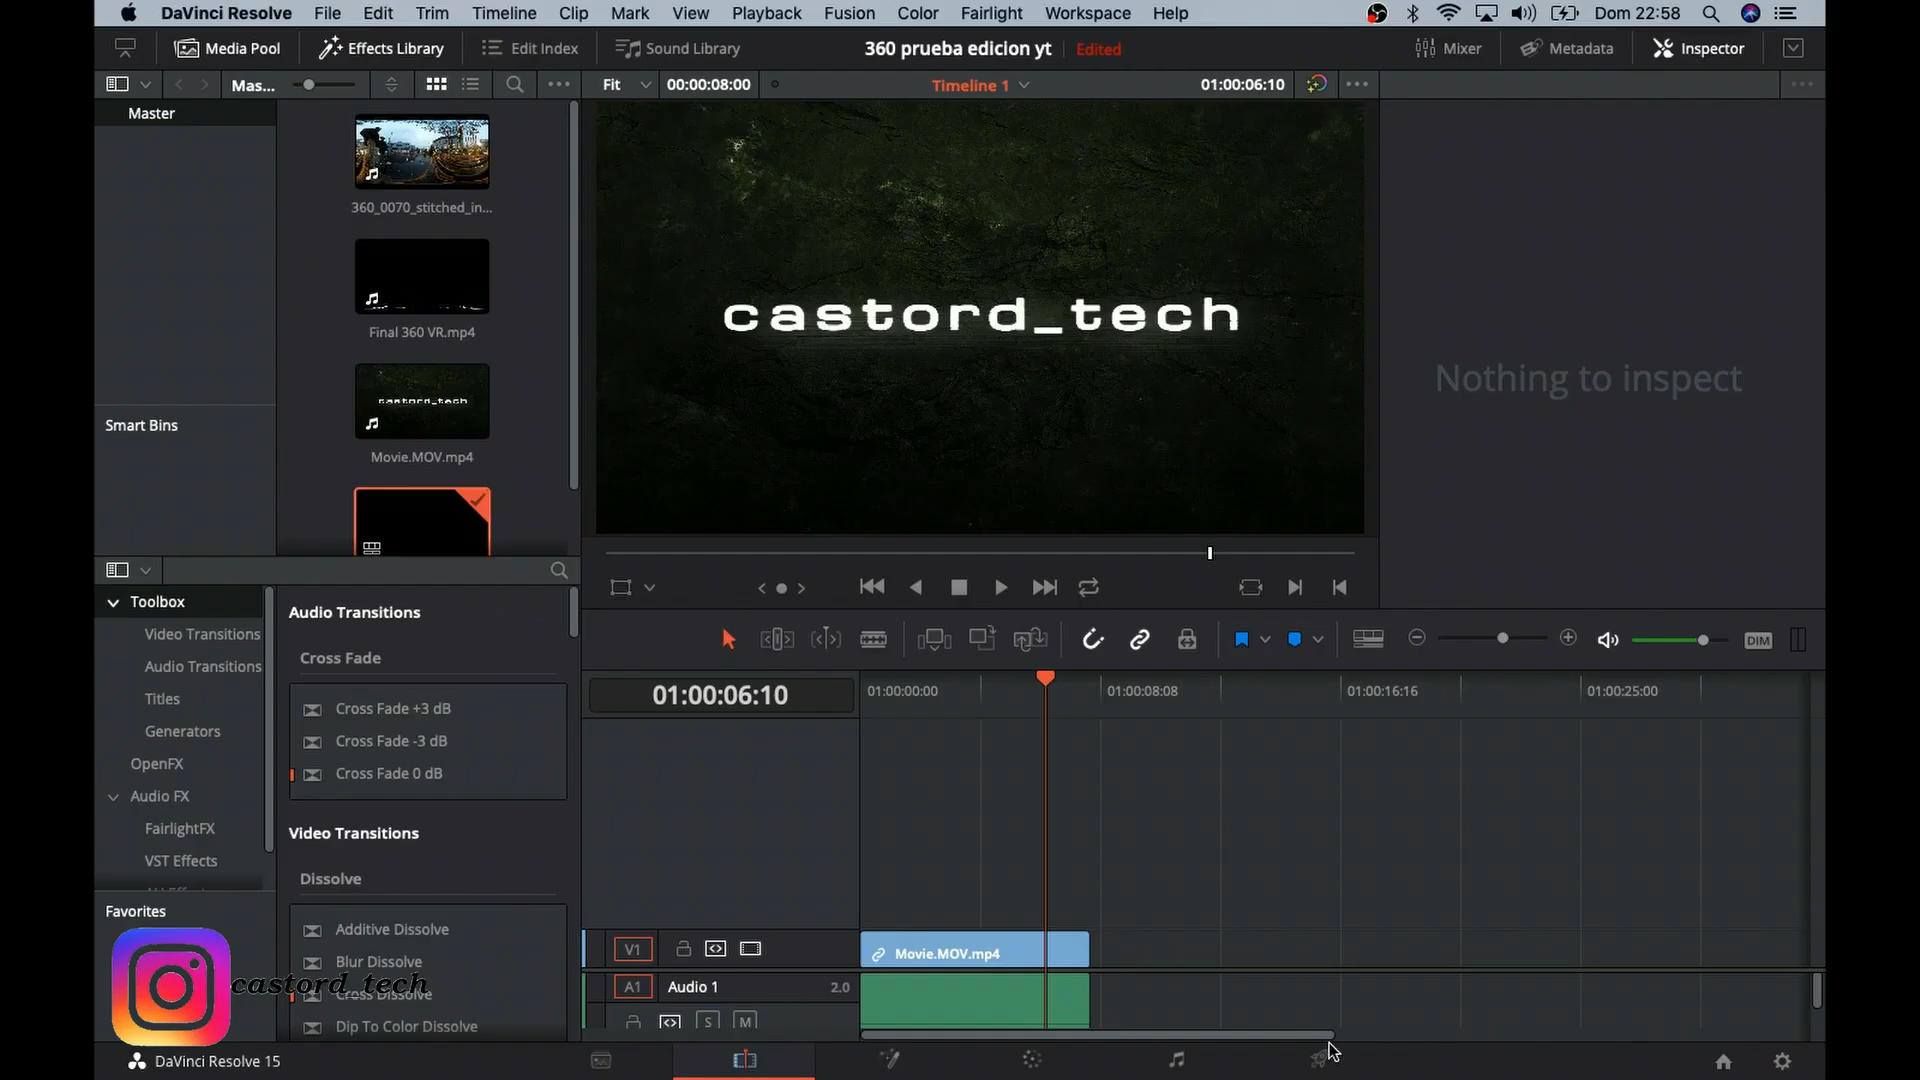 DaVinci Resolve File Edit Trim Timeline Clip Mark View Playback Fusion Color Fairlight Workspace Help Dom 22:58
Media Pool Effects Library Edit Index Sound Library 360 prueba edicion yt Edited Mixer Metadata Inspector
Mas... Fit 00:00:08:00 Timeline 1 01:00:06:10
Master
360_0070_stitched_in...
Final 360 VR.mp4
castord_tech
Movie.MOV.mp4
Smart Bins
castord_tech
Nothing to inspect
Toolbox
Video Transitions
Audio Transitions
Titles
Generators
OpenFX
Audio FX
FairlightFX
VST Effects
Favorites
Audio Transitions
Cross Fade
Cross Fade +3 dB
Cross Fade -3 dB
Cross Fade 0 dB
Video Transitions
Dissolve
Additive Dissolve
Blur Dissolve
Cross Dissolve
Dip To Color Dissolve
castord_tech
DIM
01:00:06:10 01:00:00:00 01:00:08:08 01:00:16:16 01:00:25:00
V1 Movie.MOV.mp4
A1 Audio 1 2.0
S M
DaVinci Resolve 15